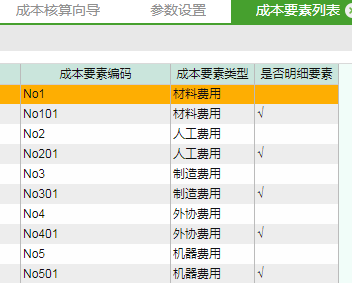 成本核算向导 参数设置 成本要素列表
成本要素编码 成本要素类型 是否明细要素
No1 材料费用
No101 材料费用 √
No2 人工费用
No201 人工费用 √
No3 制造费用
No301 制造费用 √
No4 外协费用
No401 外协费用 √
No5 机器费用
No501 机器费用 √